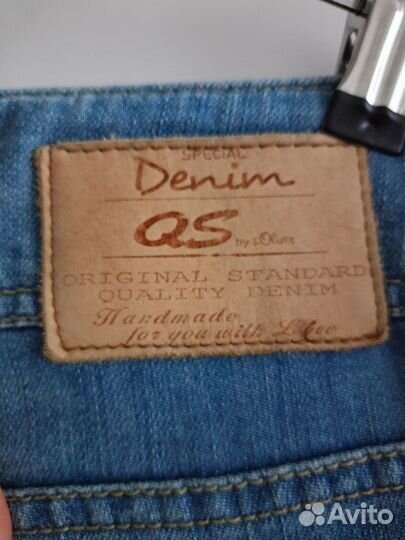 SPECIAL
Denim
QS by s.Oliver
ORIGINAL STANDARD
QUALITY DENIM
Handmade
for you with Love
Avito